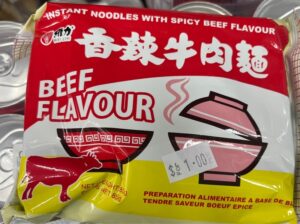 INSTANT NOODLES WITH SPICY BEEF FLAVOUR
香辣牛肉麵
BEEF
FLAVOUR
$ 1.00
PREPARATION ALIMENTAIRE A BASE DE
TENDRE SAVEUR BOEUF EPICE